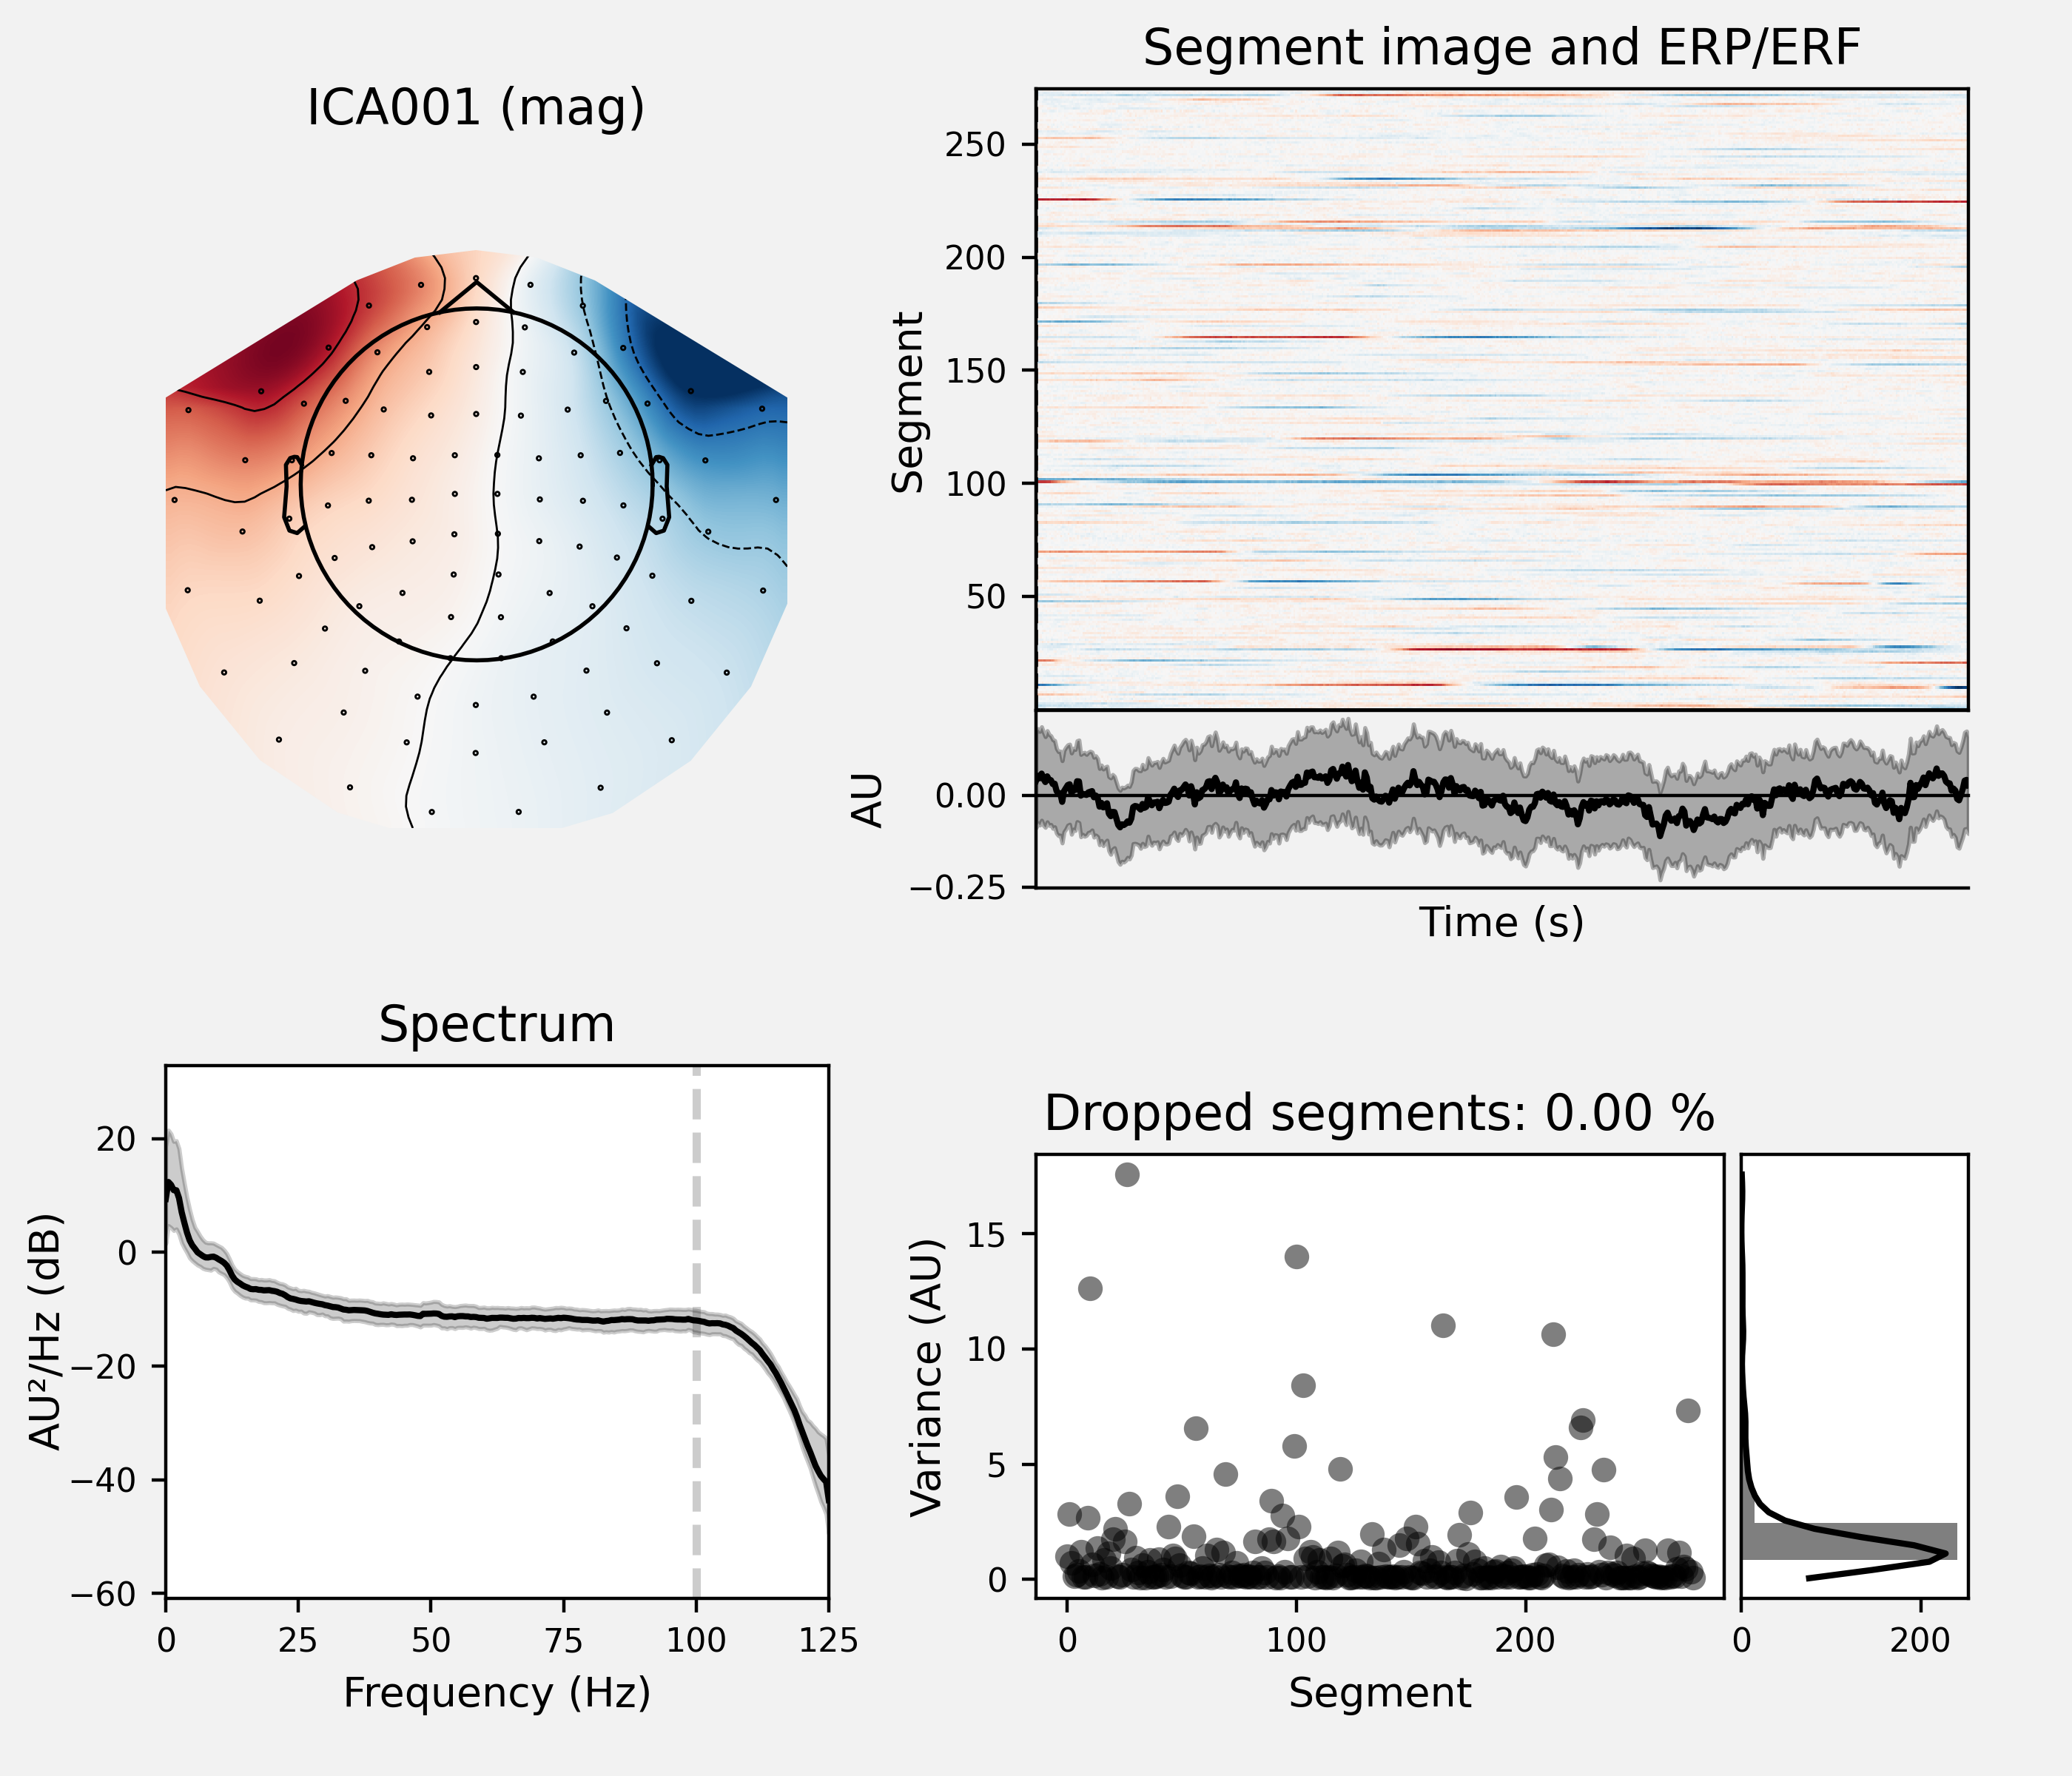 ICA001 (mag)
Segment image and ERP/ERF
250
200
150
100
50
Segment
0.00
−0.25
AU
Time (s)
Spectrum
20
0
−20
−40
−60
AU²/Hz (dB)
0 25 50 75 100 125
Frequency (Hz)
Dropped segments: 0.00 %
15
10
5
0
Variance (AU)
0 100 200
Segment
0 200